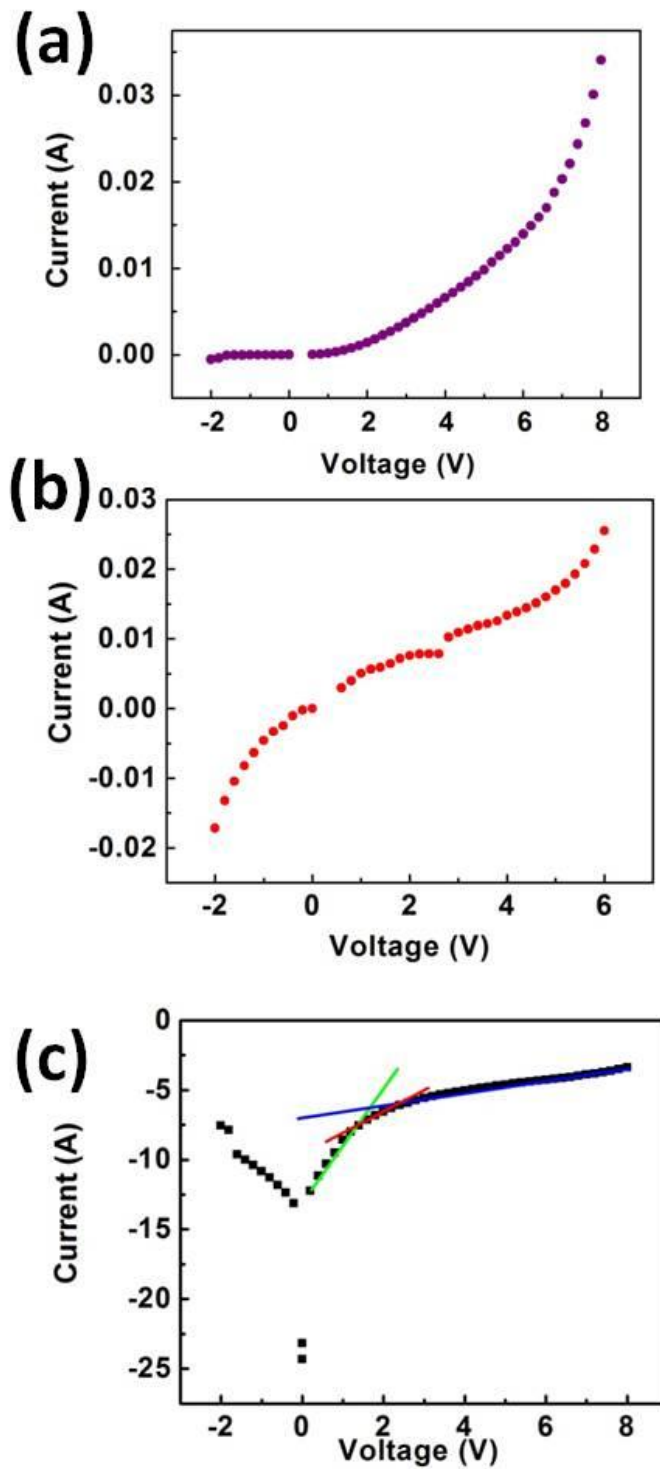 (a)
Current (A)
0.03
0.02
0.01
0.00
-2 0 2 4 6 8
Voltage (V)
(b)
Current (A)
0.03
0.02
0.01
0.00
-0.01
-0.02
-2 0 2 4 6
Voltage (V)
(c)
Current (A)
0
-5
-10
-15
-20
-25
-2 0 2 4 6 8
Voltage (V)